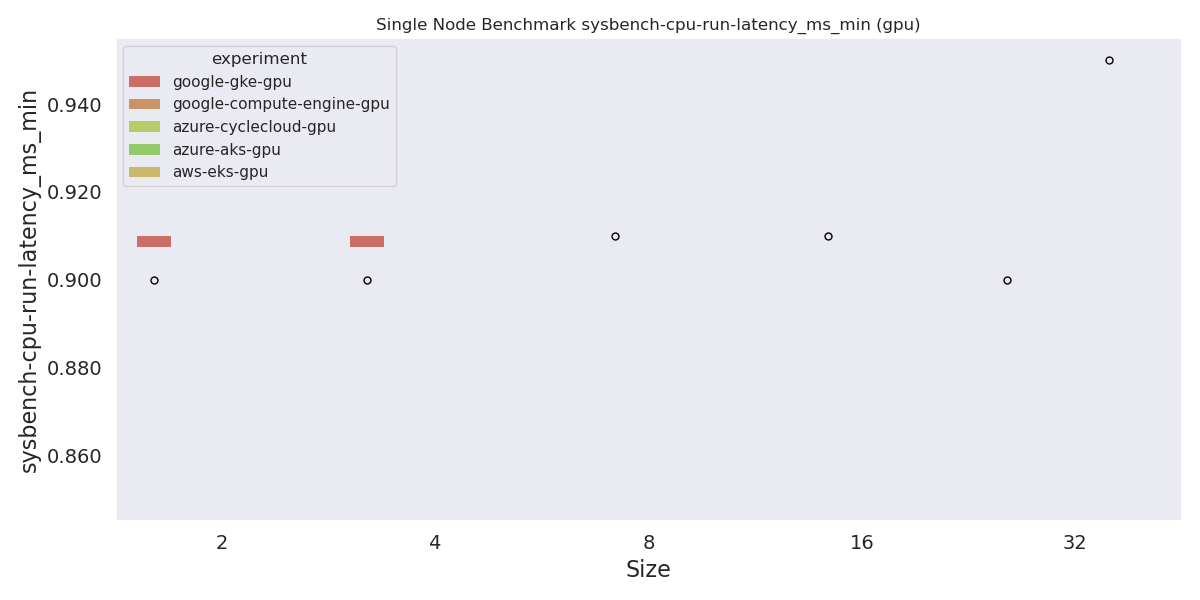 Single Node Benchmark sysbench-cpu-run-latency_ms_min (gpu)
sysbench-cpu-run-latency_ms_min
0.940
0.920
0.900
0.880
0.860
experiment
google-gke-gpu
google-compute-engine-gpu
azure-cyclecloud-gpu
azure-aks-gpu
aws-eks-gpu
2 4 8 16 32
Size